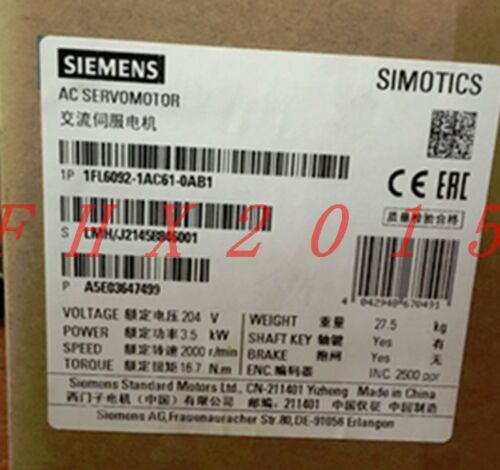 SIEMENS
SIMOTICS
AC SERVOMOTOR
交流伺服电机
1P 1FL6092-1AC61-0AB1
CE EAC
质量检验合格
FHX2015
S LMH/J21458846001
P A5E03647499
4 042948 670491
VOLTAGE 额定电压 204 V
POWER 额定功率 3.5 kW
SPEED 额定转速 2000 r/min
TORQUE 额定扭矩 16.7 N.m
WEIGHT 重量 27.5 kg
SHAFT KEY 轴键 Yes 有
BRAKE 抱闸 Yes 有
ENC 编码器 INC 2500 ppr
Siemens Standard Motors Ltd., CN-211401 Yizheng Made in China
西门子电机（中国）有限公司 邮编：211401 中国仪征 中国制造
Siemens AG,Frauenauracher Str.80,DE-91056 Erlangen